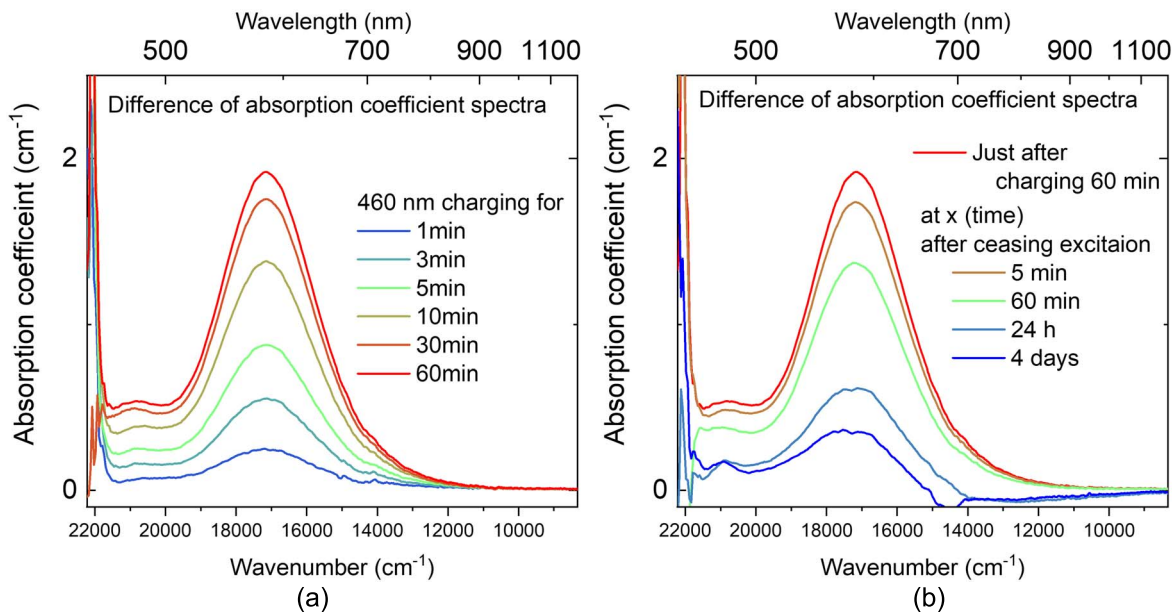 Wavelength (nm)
500 700 900 1100
Difference of absorption coefficient spectra
Absorption coefficeint (cm-1)
2
0
460 nm charging for
1min
3min
5min
10min
30min
60min
22000 20000 18000 16000 14000 12000 10000
Wavenumber (cm-1)
(a)
Wavelength (nm)
500 700 900 1100
Difference of absorption coefficient spectra
Absorption coefficeint (cm-1)
2
0
Just after
charging 60 min
at x (time)
after ceasing excitaion
5 min
60 min
24 h
4 days
22000 20000 18000 16000 14000 12000 10000
Wavenumber (cm-1)
(b)